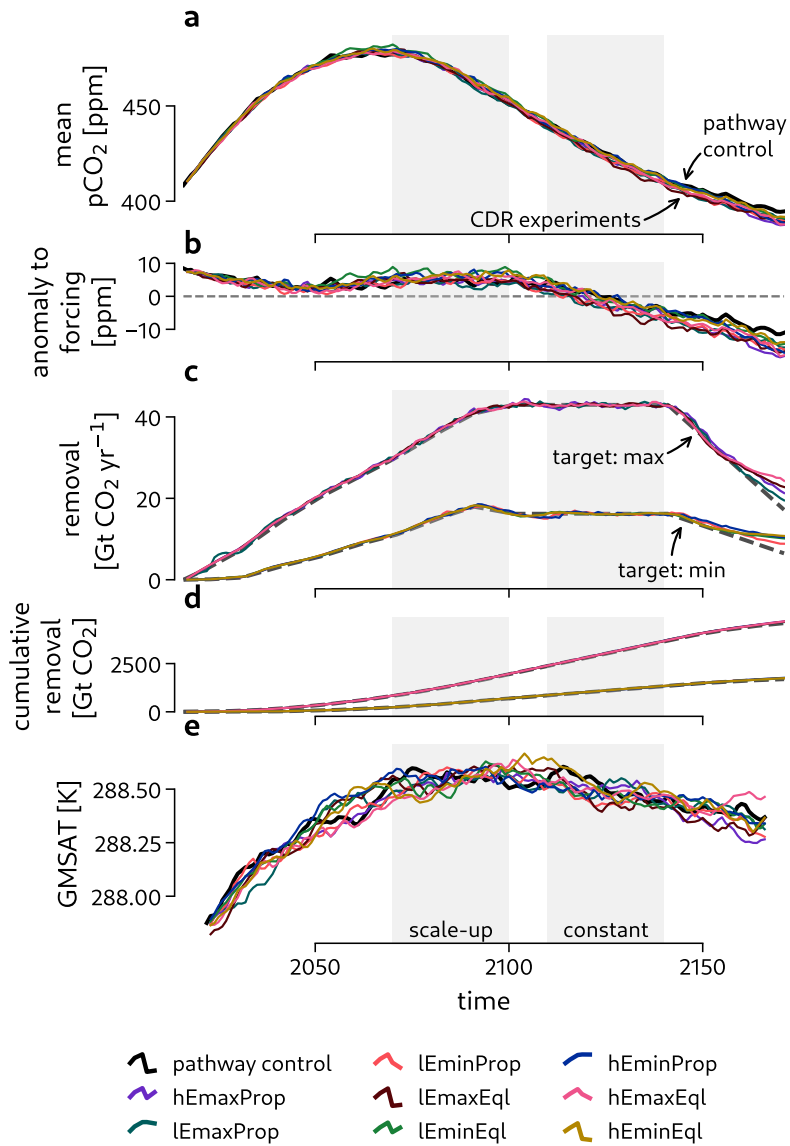 a
mean
pCO₂ [ppm]
450
400
pathway
control
CDR experiments
b
anomaly to
forcing
[ppm]
10
0
−10
c
removal
[Gt CO₂ yr⁻¹]
40
20
0
target: max
target: min
d
cumulative
removal
[Gt CO₂]
2500
0
e
GMSAT [K]
288.50
288.25
288.00
scale-up
constant
2050
2100
2150
time
pathway control
lEminProp
hEminProp
hEmaxProp
lEmaxEql
hEmaxEql
lEmaxProp
lEminEql
hEminEql